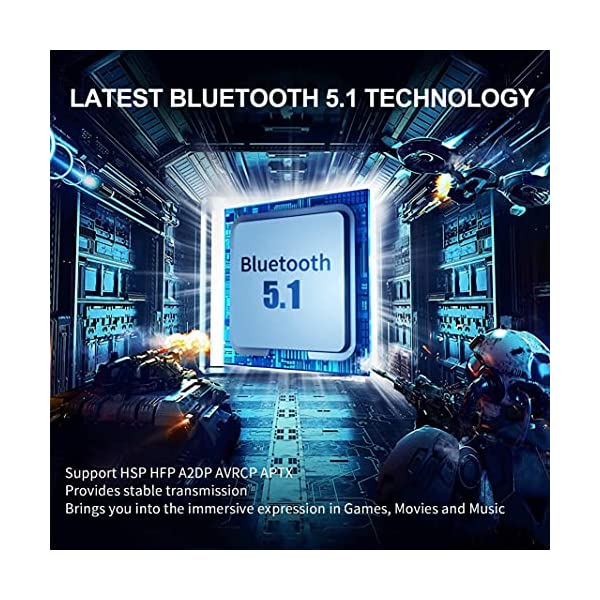 LATEST BLUETOOTH 5.1 TECHNOLOGY
Bluetooth
5.1
Support HSP HFP A2DP AVRCP APTX
Provides stable transmission
Brings you into the immersive expression in Games, Movies and Music